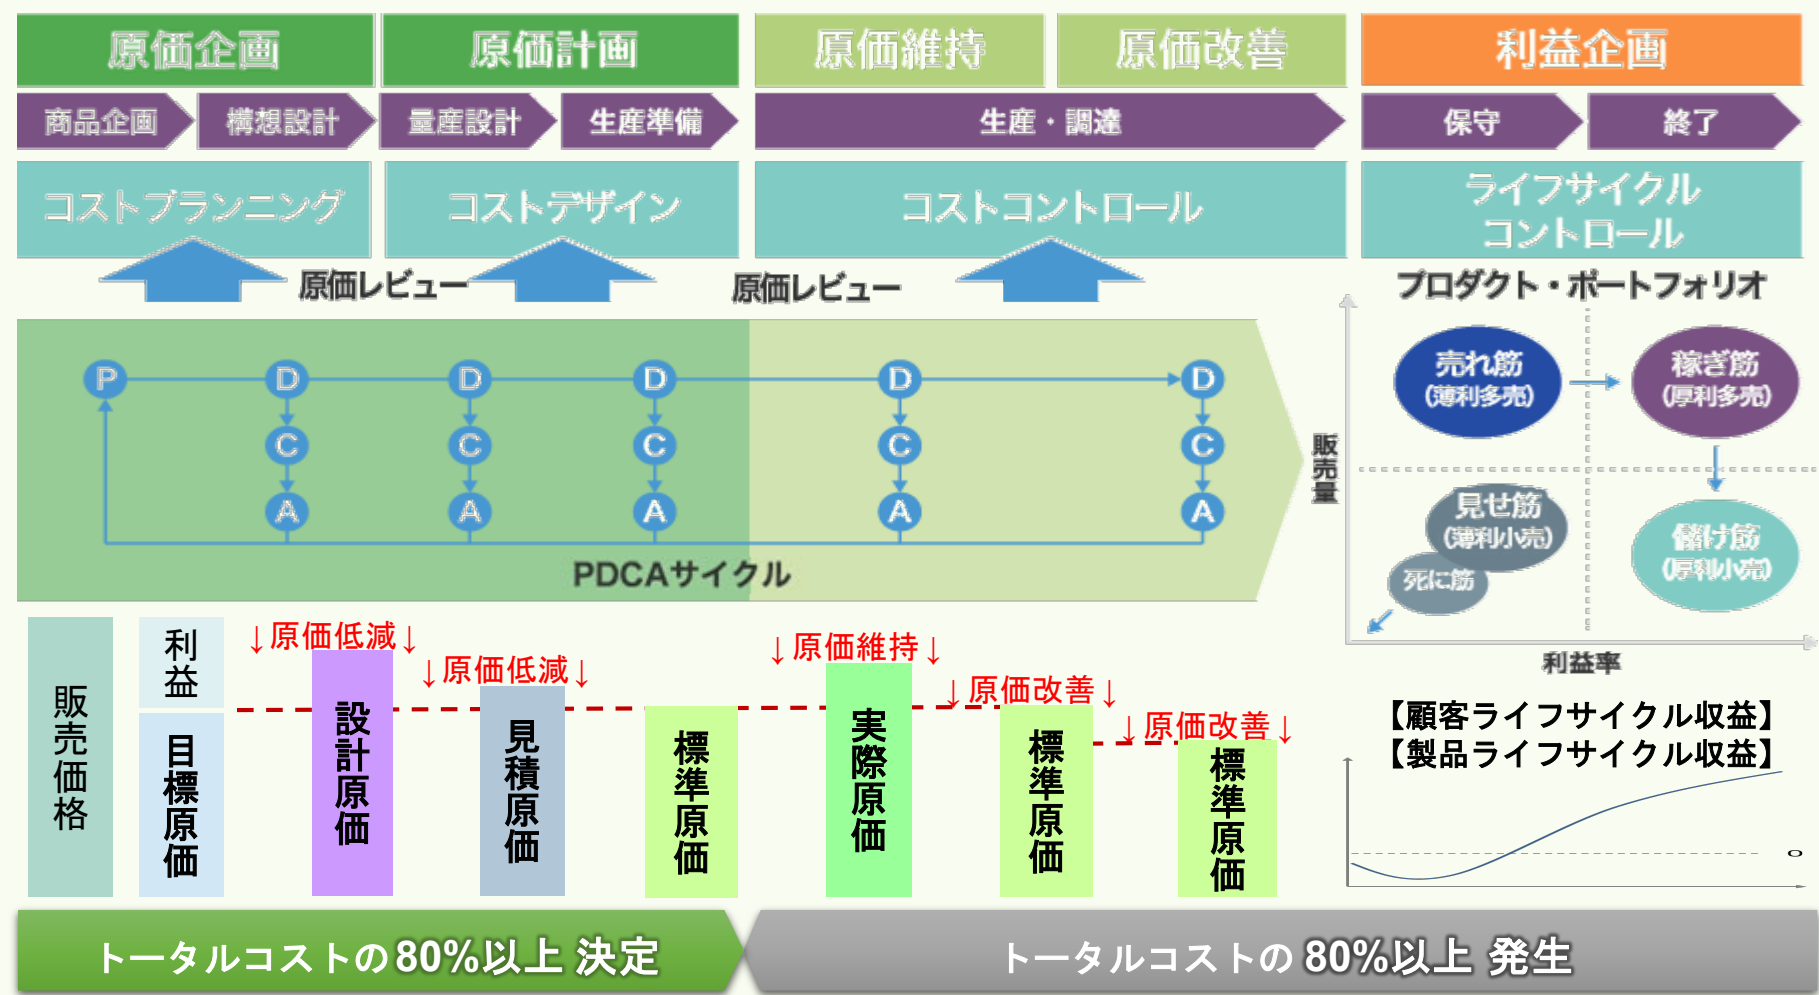 原価企画
原価計画
原価維持
原価改善
利益企画
商品企画
構想設計
量産設計
生産準備
生産・調達
保守
終了
コストプランニング
コストデザイン
コストコントロール
ライフサイクル
コントロール
原価レビュー
原価レビュー
P
D
D
D
D
D
C
C
C
C
C
A
A
A
A
A
PDCAサイクル
プロダクト・ポートフォリオ
売れ筋
(薄利多売)
稼ぎ筋
(厚利多売)
見せ筋
(薄利小売)
死に筋
儲け筋
(厚利小売)
販売量
利益率
販売価格
利益
目標原価
↓原価低減↓
設計原価
↓原価低減↓
見積原価
標準原価
↓原価維持↓
実際原価
↓原価改善↓
標準原価
↓原価改善↓
標準原価
【顧客ライフサイクル収益】
【製品ライフサイクル収益】
0
トータルコストの80%以上 決定
トータルコストの 80%以上 発生